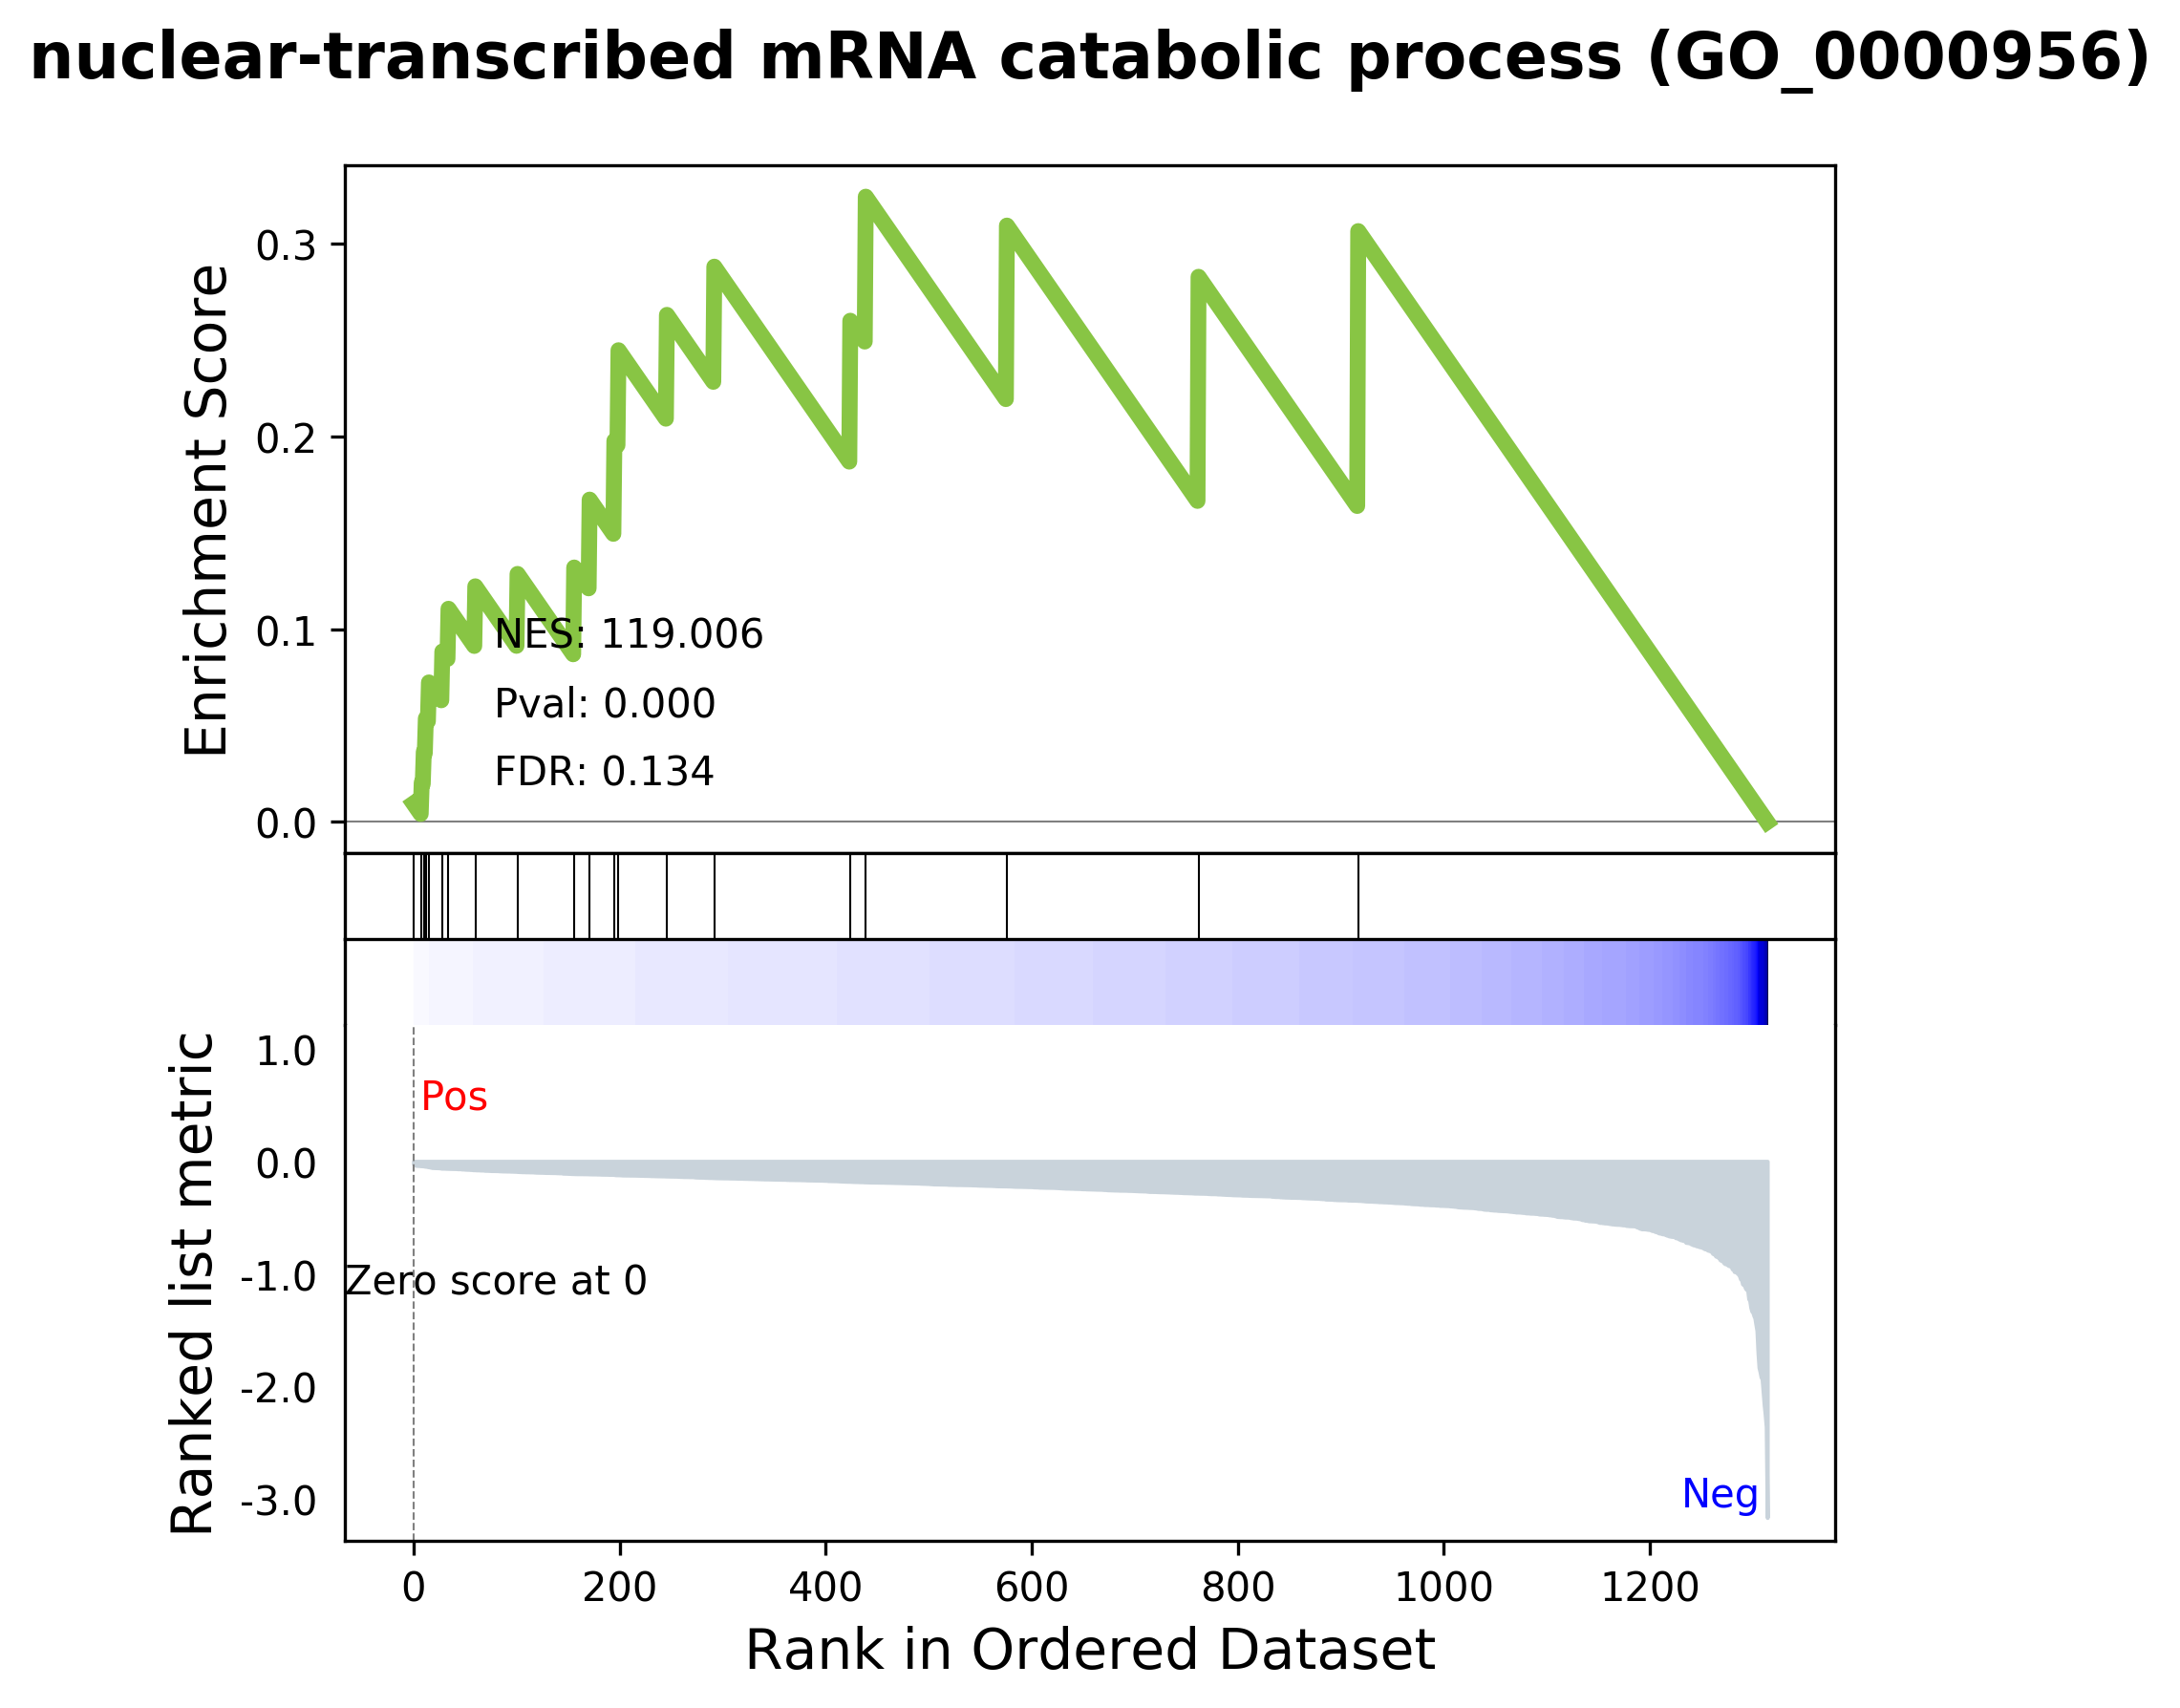 nuclear-transcribed mRNA catabolic process (GO_0000956)
Enrichment Score
0.3
0.2
0.1
0.0
NES: 119.006
Pval: 0.000
FDR: 0.134
Ranked list metric
1.0
0.0
-1.0
-2.0
-3.0
Pos
Zero score at 0
Neg
0 200 400 600 800 1000 1200
Rank in Ordered Dataset